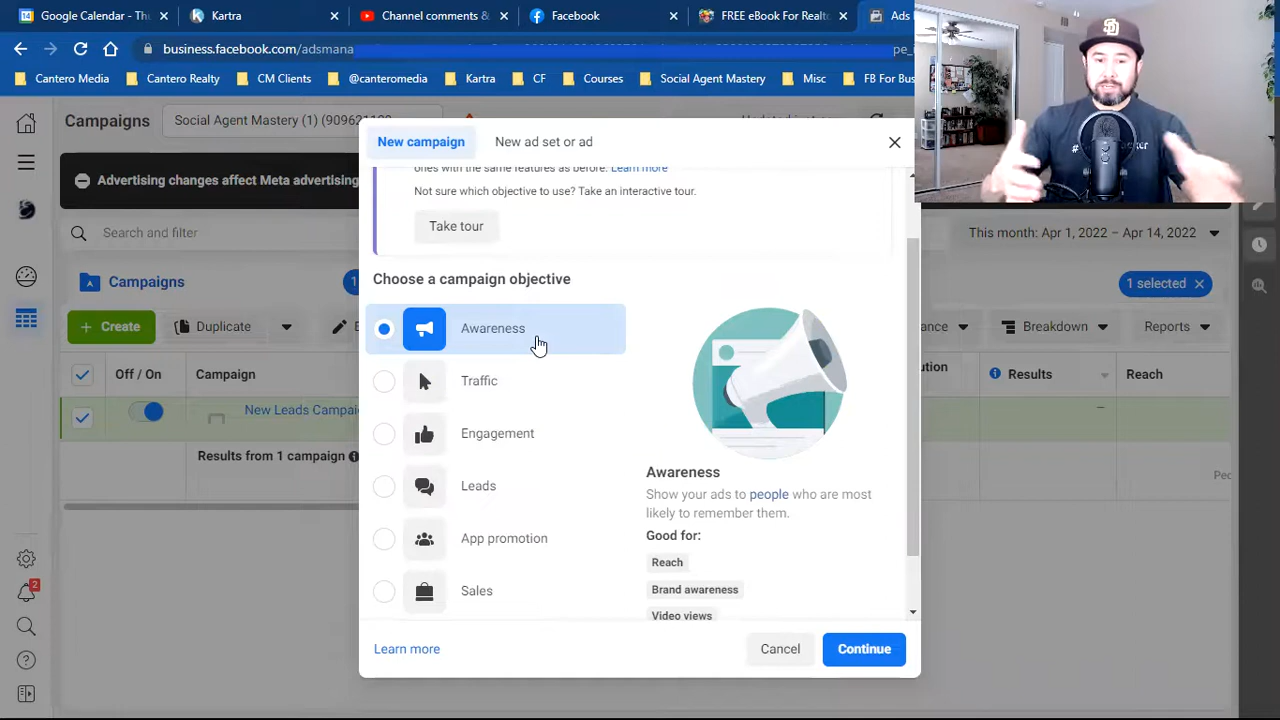 Google Calendar - Thu
Kartra
Channel comments &
Facebook
FREE eBook For Realto
Ads
business.facebook.com/adsmana
Cantero Media
Cantero Realty
CM Clients
@canteromedia
Kartra
CF
Courses
Social Agent Mastery
Misc
FB For Bus
Campaigns
Social Agent Mastery (1)
New campaign
New ad set or ad
Advertising changes affect Meta advertising
ones with the same features as before. Learn more
Not sure which objective to use? Take an interactive tour.
Take tour
Search and filter
This month: Apr 1, 2022 – Apr 14, 2022
Campaigns
1 selected
Choose a campaign objective
Create
Duplicate
Breakdown
Reports
Off / On
Campaign
Results
Reach
New Leads Campai
Results from 1 campaign
Awareness
Traffic
Engagement
Leads
App promotion
Sales
Awareness
Show your ads to people who are most
likely to remember them.
Good for:
Reach
Brand awareness
Video views
Learn more
Cancel
Continue
2